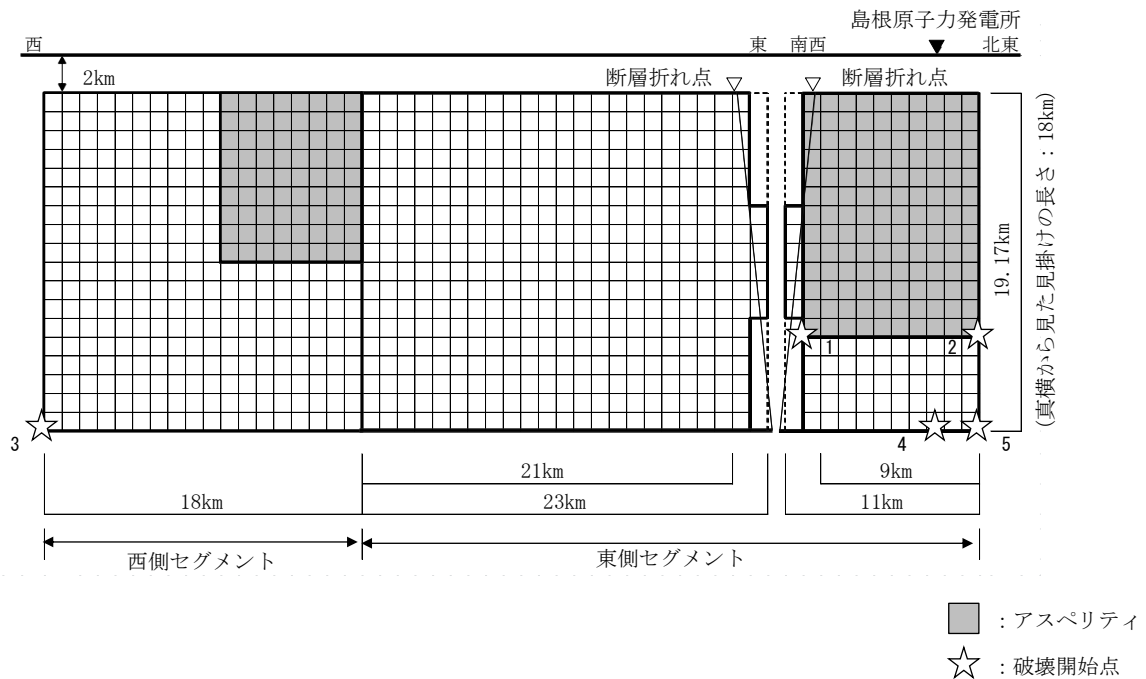 島根原子力発電所
西
東
南西
北東
2km
断層折れ点
断層折れ点
19.17km
(真横から見た見掛けの長さ:18km)
1
2
3
4
5
21km
9km
18km
23km
11km
西側セグメント
東側セグメント
:アスペリティ
:破壊開始点